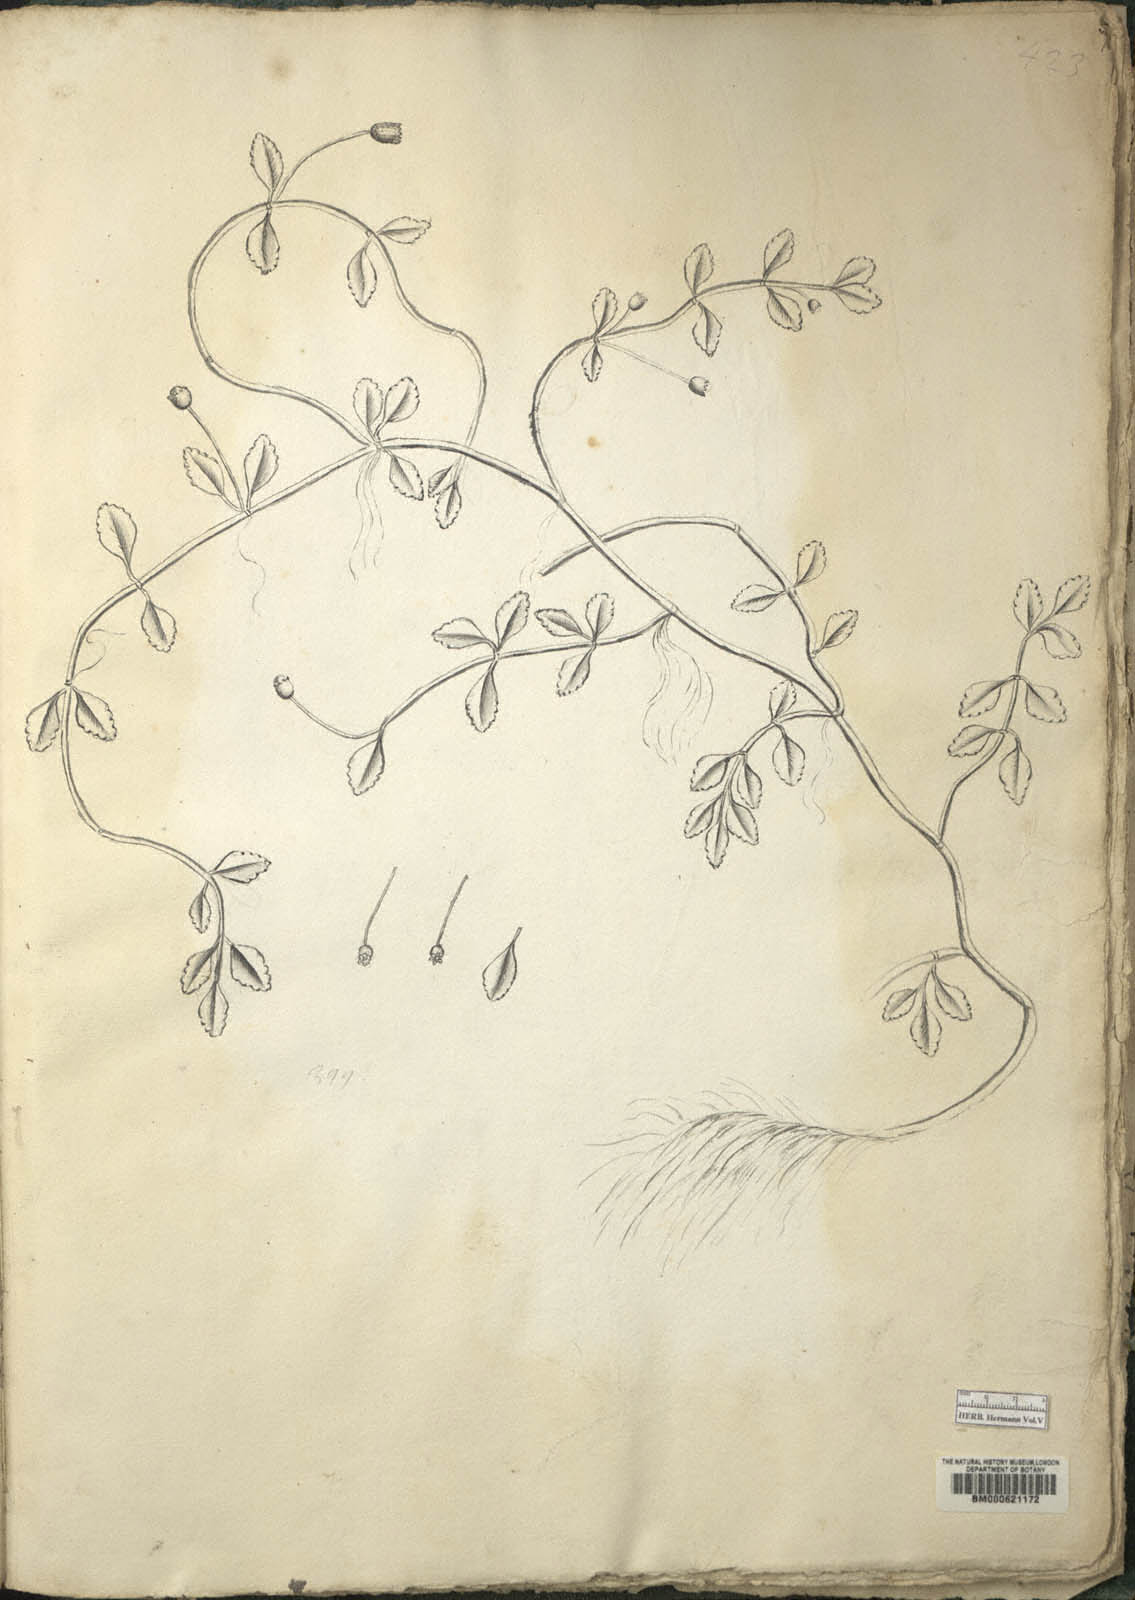 423
399.
HERB. Hermann Vol.V
THE NATURAL HISTORY MUSEUM, LONDON
DEPARTMENT OF BOTANY
BM000621172